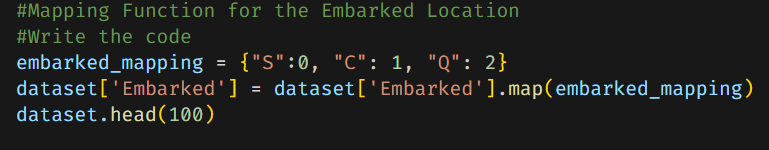 #Mapping Function for the Embarked Location
#Write the code
embarked_mapping = {"S":0, "C": 1, "Q": 2}
dataset['Embarked'] = dataset['Embarked'].map(embarked_mapping)
dataset.head(100)